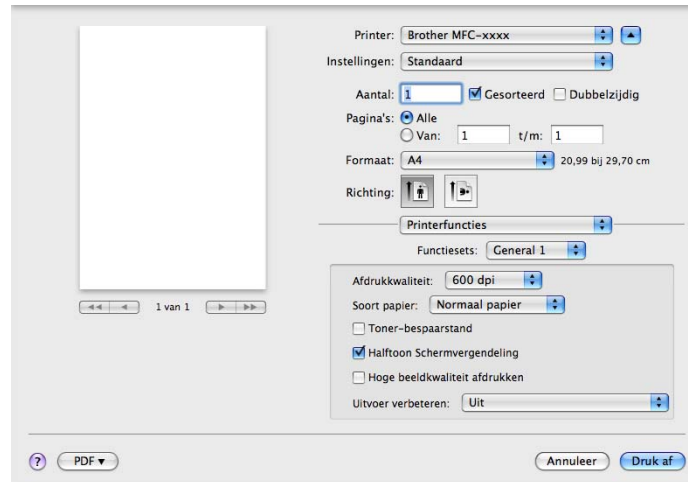 Printer: Brother MFC-xxxx
Instellingen: Standaard
Aantal: 1 Gesorteerd Dubbelzijdig
Pagina's: Alle
Van: 1 t/m: 1
Formaat: A4 20,99 bij 29,70 cm
Richting:
Printerfuncties
Functiesets: General 1
Afdrukkwaliteit: 600 dpi
Soort papier: Normaal papier
Toner-bespaarstand
Halftoon Schermvergendeling
Hoge beeldkwaliteit afdrukken
Uitvoer verbeteren: Uit
1 van 1
? PDF▼ Annuleer Druk af